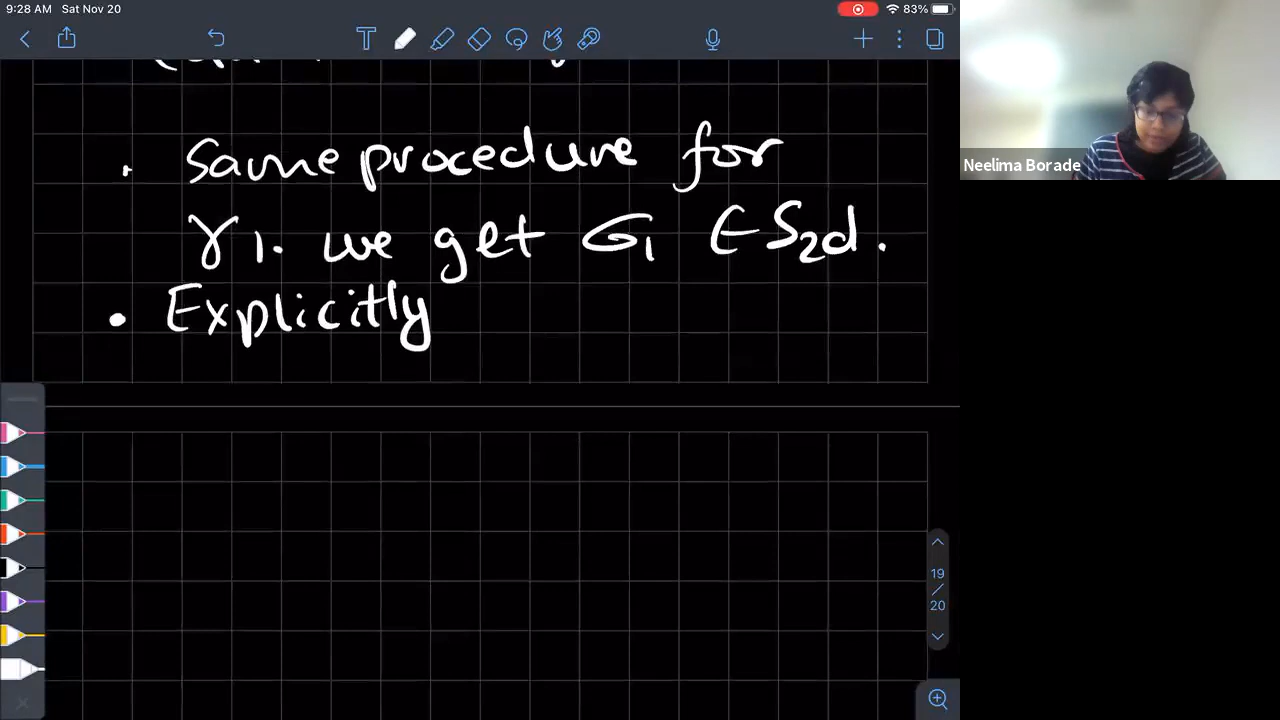 9:28 AM Sat Nov 20
83%
. Same procedure for
γ1. we get σ1 ∈ S2d.
• Explicitly
19
/
20
Neelima Borade